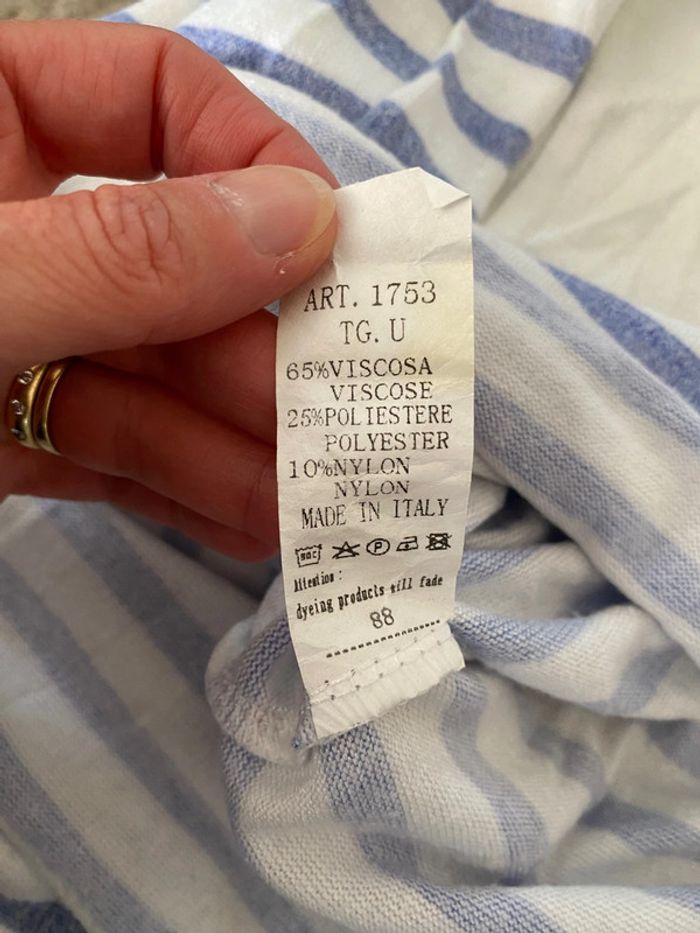 ART. 1753
TG. U
65%VISCOSA
VISCOSE
25%POLIESTERE
POLYESTER
10%NYLON
NYLON
MADE IN ITALY
30C P
Attention :
dyeing products will fade
88